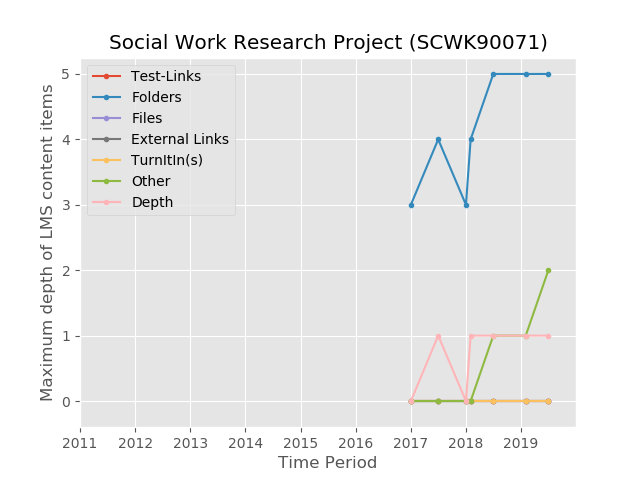 Social Work Research Project (SCWK90071)
Test-Links
Folders
Files
External Links
TurnItIn(s)
Other
Depth
Maximum depth of LMS content items
5
4
3
2
1
0
2011 2012 2013 2014 2015 2016 2017 2018 2019
Time Period